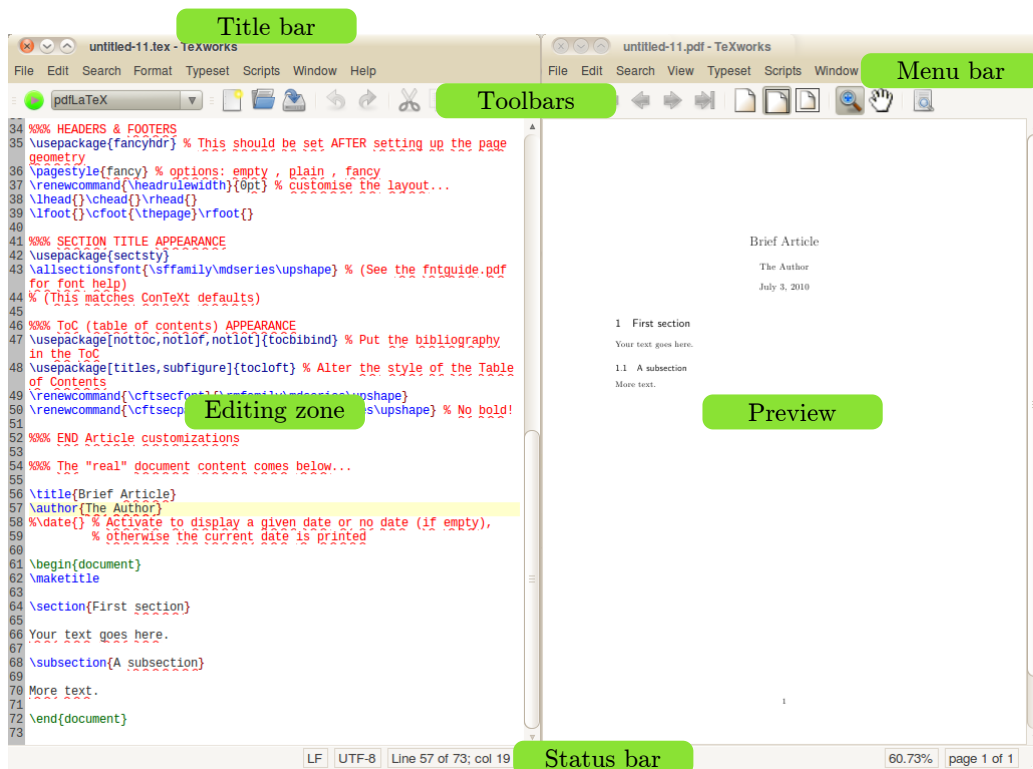 Title bar
untitled-11.tex - TeXworks
untitled-11.pdf - TeXworks
File Edit Search Format Typeset Scripts Window Help
File Edit Search View Typeset Scripts Window
Menu bar
pdfLaTeX
Toolbars
34 %%% HEADERS & FOOTERS
35 \usepackage{fancyhdr} % This should be set AFTER setting up the page
geometry
36 \pagestyle{fancy} % options: empty , plain , fancy
37 \renewcommand{\headrulewidth}{0pt} % customise the layout...
38 \lhead{}\chead{}\rhead{}
39 \lfoot{}\cfoot{\thepage}\rfoot{}
40
41 %%% SECTION TITLE APPEARANCE
42 \usepackage{sectsty}
43 \allsectionsfont{\sffamily\mdseries\upshape} % (See the fntguide.pdf
for font help)
44 % (This matches ConTeXt defaults)
45
46 %%% ToC (table of contents) APPEARANCE
47 \usepackage[nottoc,notlof,notlot]{tocbibind} % Put the bibliography
in the ToC
48 \usepackage[titles,subfigure]{tocloft} % Alter the style of the Table
of Contents
49 \renewcommand{\cftsecfont}{\rmfamily\mdseries\upshape}
50 \renewcommand{\cftsecp es\upshape} % No bold!
Editing zone
51
52 %%% END Article customizations
53
54 %%% The "real" document content comes below...
55
56 \title{Brief Article}
57 \author{The Author}
58 %\date{} % Activate to display a given date or no date (if empty),
59 % otherwise the current date is printed
60
61 \begin{document}
62 \maketitle
63
64 \section{First section}
65
66 Your text goes here.
67
68 \subsection{A subsection}
69
70 More text.
71
72 \end{document}
73
Brief Article
The Author
July 3, 2010
1 First section
Your text goes here.
1.1 A subsection
More text.
Preview
1
LF UTF-8 Line 57 of 73; col 19
Status bar
60.73% page 1 of 1